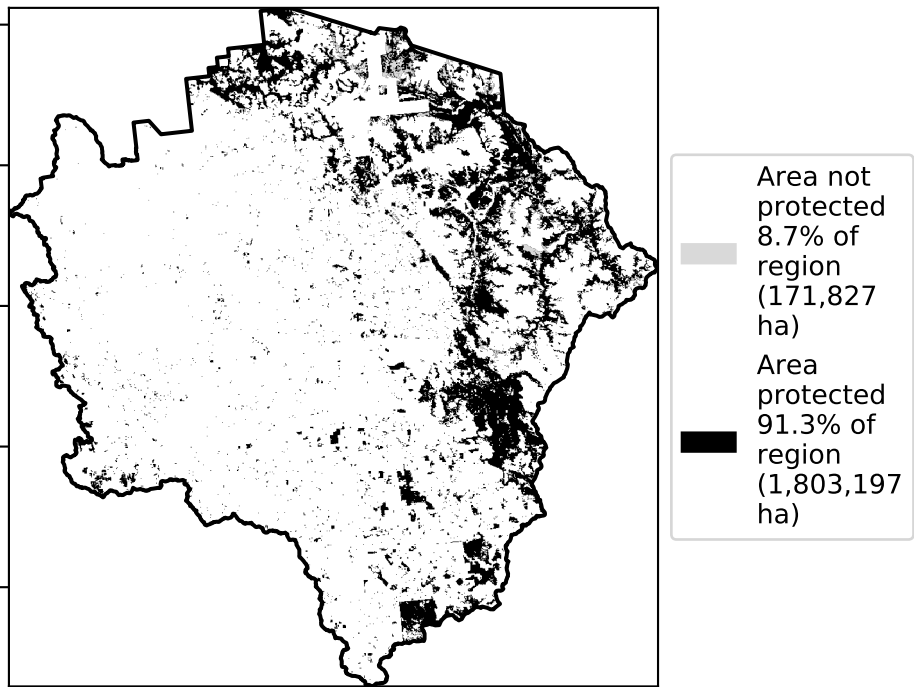 Area not
protected
8.7% of
region
(171,827
ha)
Area
protected
91.3% of
region
(1,803,197
ha)